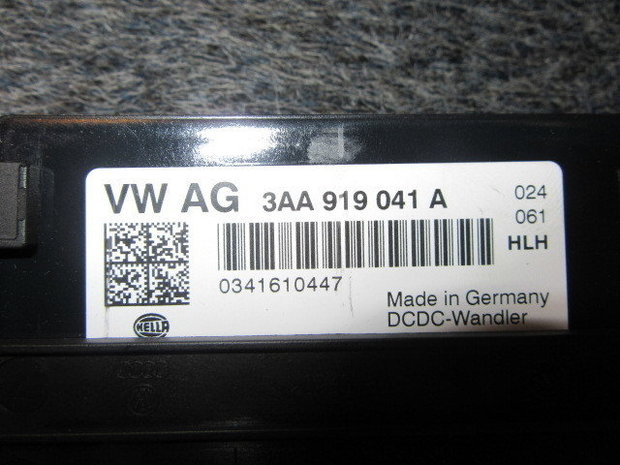 VW AG 3AA 919 041 A
024
061
HLH
0341610447
Made in Germany
DCDC-Wandler
HELLA